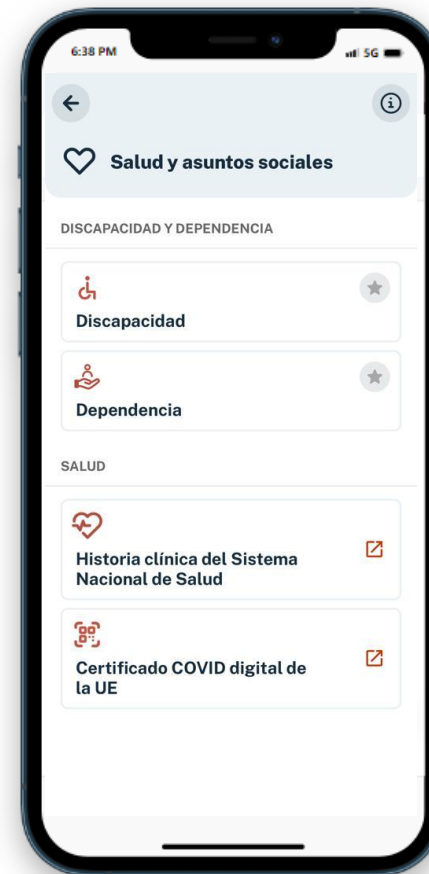 6:38 PM
5G
Salud y asuntos sociales
DISCAPACIDAD Y DEPENDENCIA
Discapacidad
Dependencia
SALUD
Historia clínica del Sistema
Nacional de Salud
Certificado COVID digital de
la UE